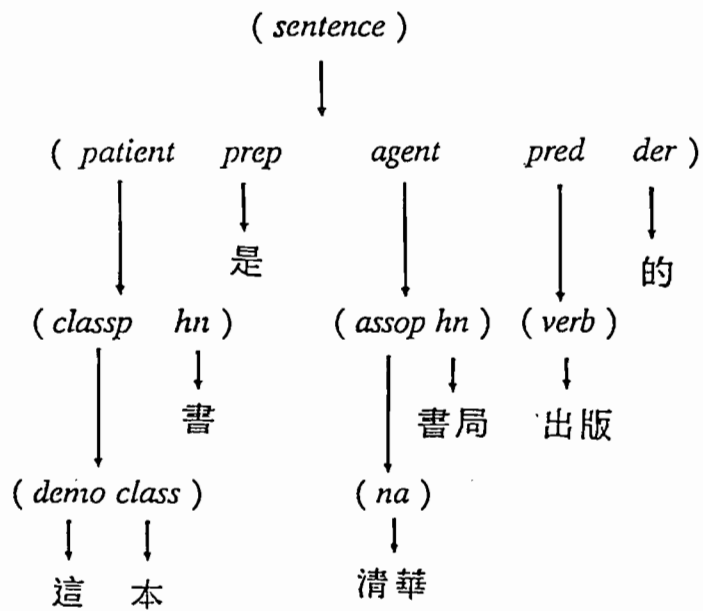 ( sentence )
( patient prep agent pred der )
是
的
( classp hn ) ( assop hn ) ( verb )
書 書局 出版
( demo class ) ( na )
這 本 清華